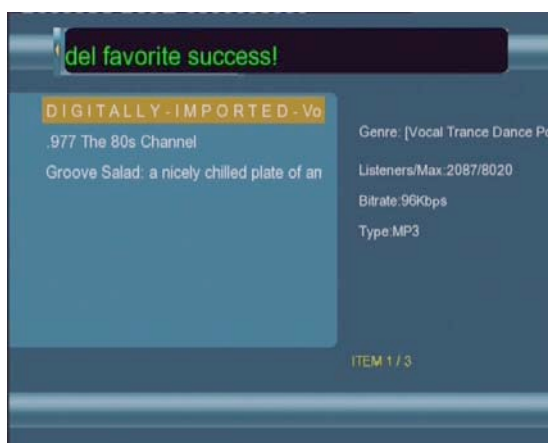 del favorite success!
DIGITALLY-IMPORTED-Vo
.977 The 80s Channel
Groove Salad: a nicely chilled plate of am
Genre: [Vocal Trance Dance Po
Listeners/Max:2087/8020
Bitrate:96Kbps
Type:MP3
ITEM 1 / 3